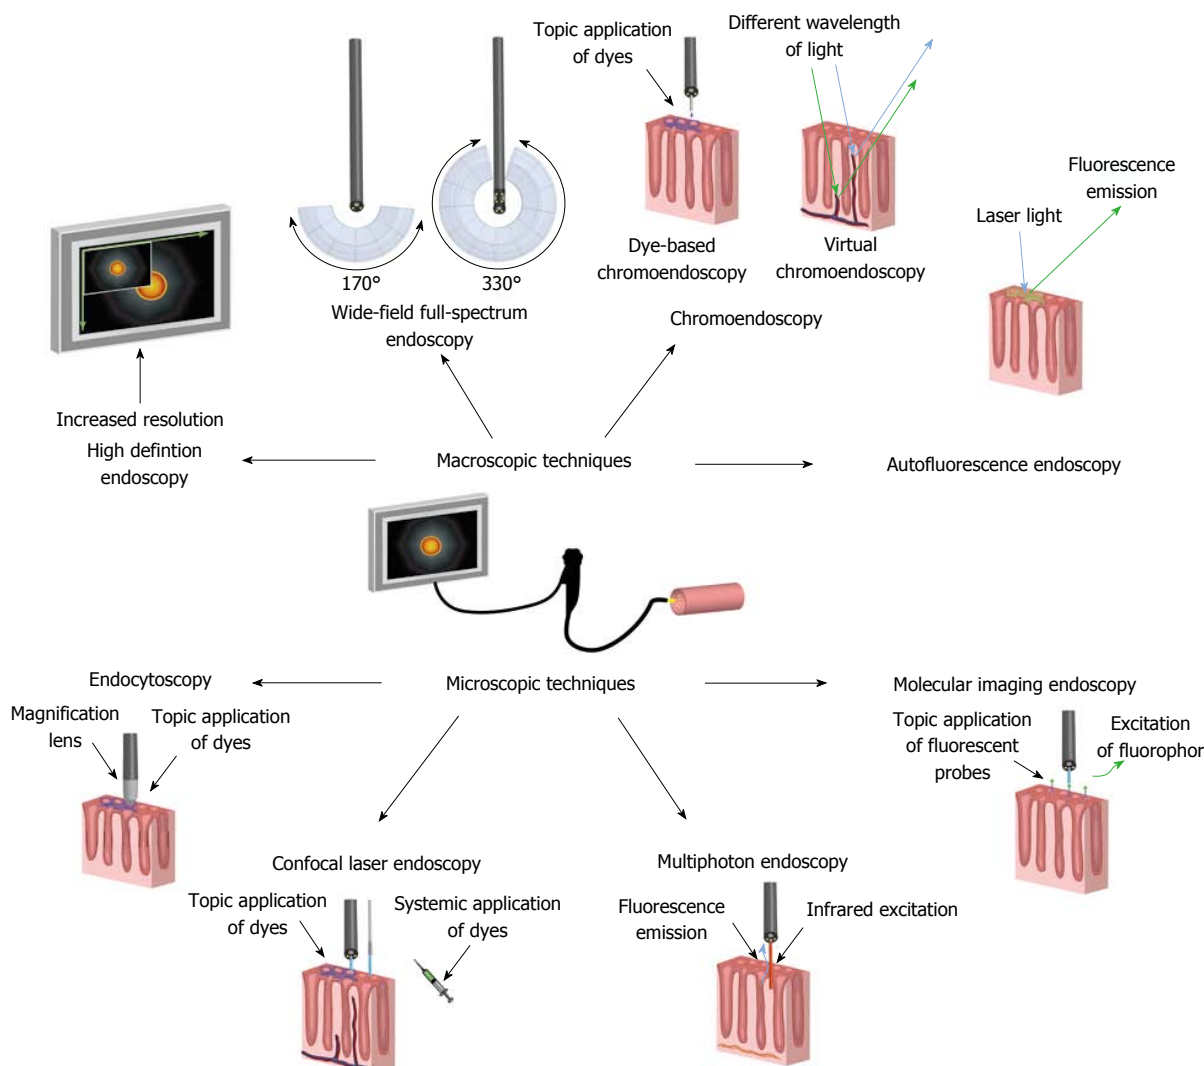 Topic application
of dyes
Different wavelength
of light
Fluorescence
emission
Laser light
Dye-based
chromoendoscopy
Virtual
chromoendoscopy
170°
330°
Wide-field full-spectrum
endoscopy
Chromoendoscopy
Increased resolution
High defintion
endoscopy
Macroscopic techniques
Autofluorescence endoscopy
Endocytoscopy
Microscopic techniques
Molecular imaging endoscopy
Magnification
lens
Topic application
of dyes
Topic application
of fluorescent
probes
Excitation
of fluorophor
Confocal laser endoscopy
Multiphoton endoscopy
Topic application
of dyes
Systemic application
of dyes
Fluorescence
emission
Infrared excitation